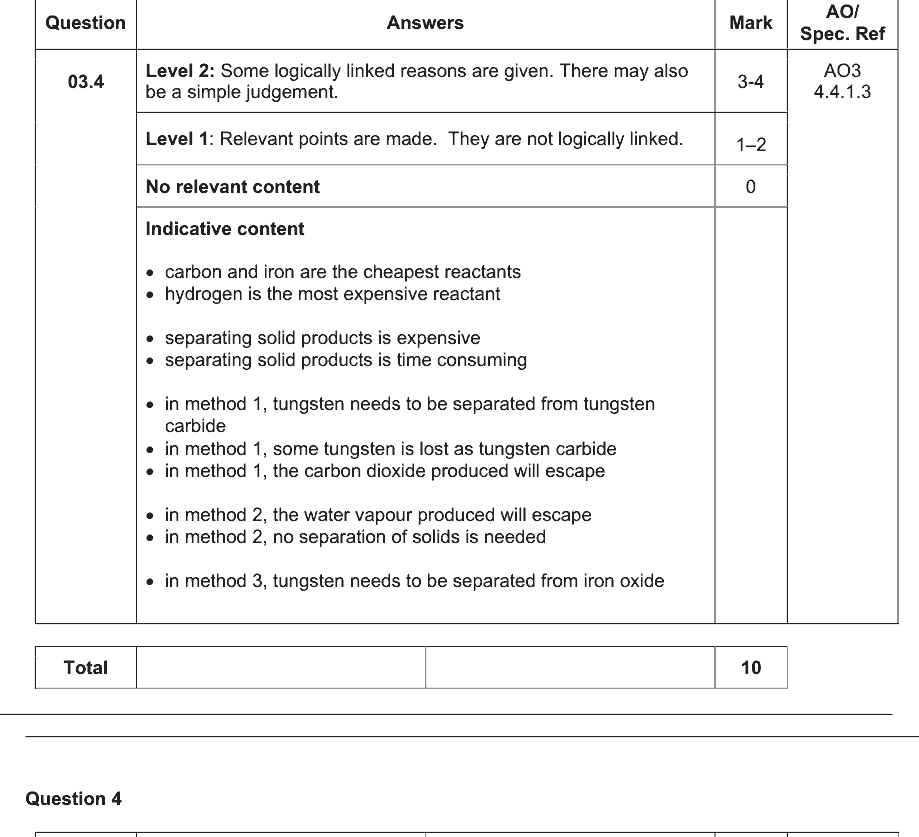 Question Answers Mark AO/
Spec. Ref
03.4 Level 2: Some logically linked reasons are given. There may also
be a simple judgement. 3-4 AO3
4.4.1.3
Level 1: Relevant points are made. They are not logically linked. 1–2
No relevant content 0
Indicative content
• carbon and iron are the cheapest reactants
• hydrogen is the most expensive reactant
• separating solid products is expensive
• separating solid products is time consuming
• in method 1, tungsten needs to be separated from tungsten
carbide
• in method 1, some tungsten is lost as tungsten carbide
• in method 1, the carbon dioxide produced will escape
• in method 2, the water vapour produced will escape
• in method 2, no separation of solids is needed
• in method 3, tungsten needs to be separated from iron oxide
Total 10
Question 4